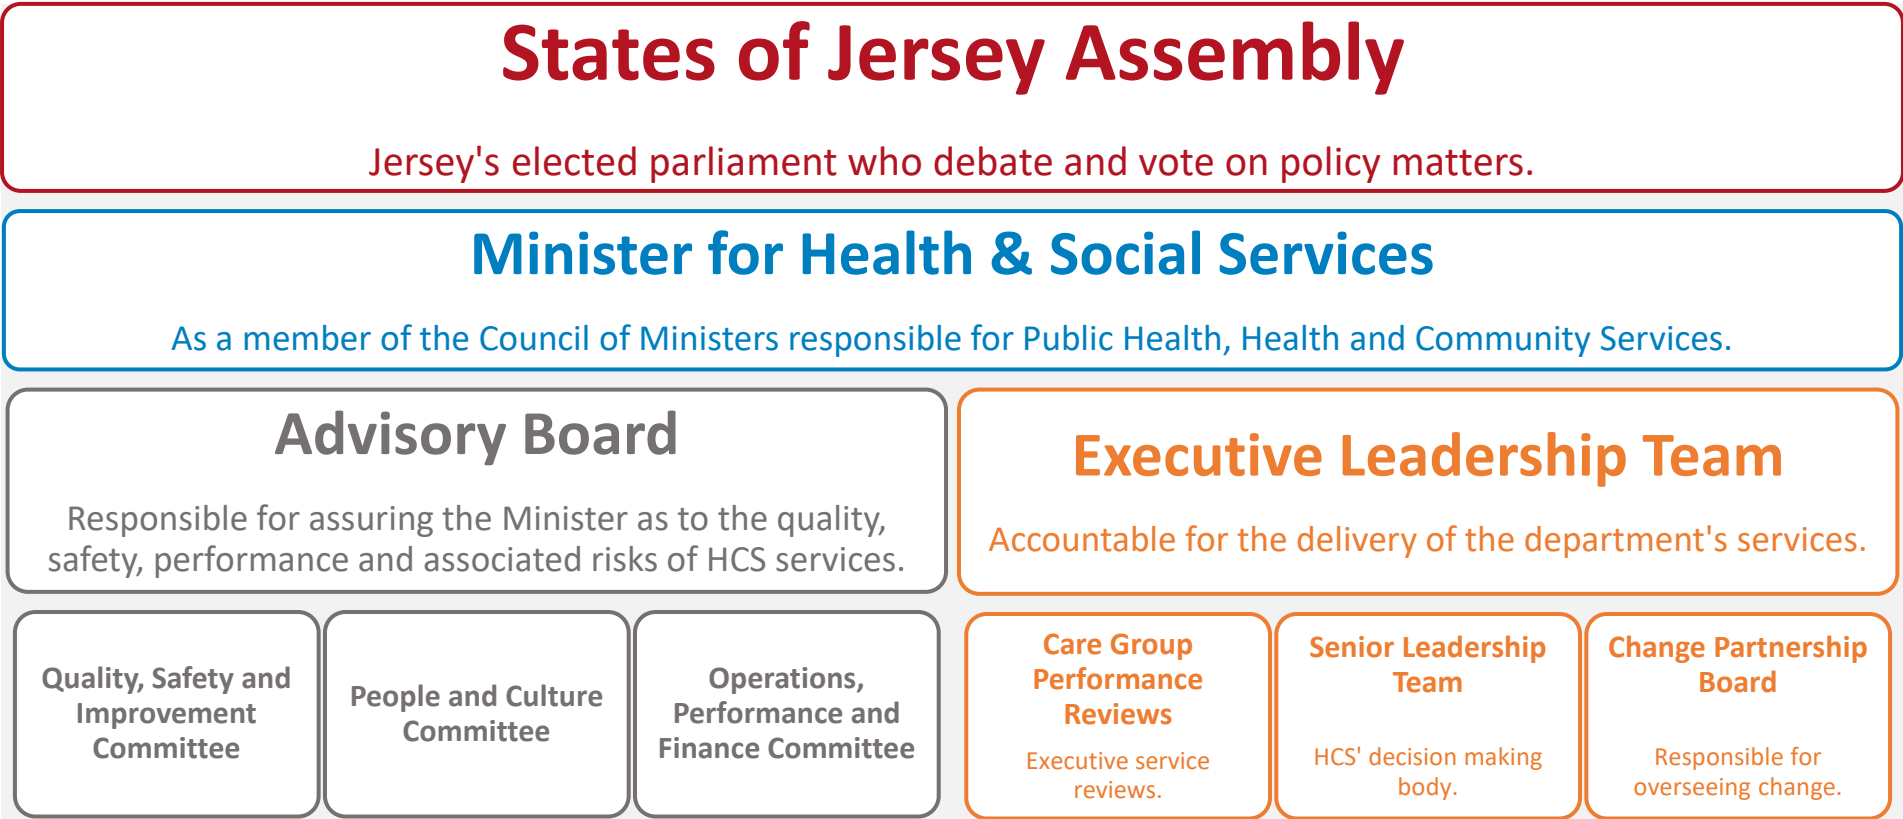 States of Jersey Assembly
Jersey's elected parliament who debate and vote on policy matters.
Minister for Health & Social Services
As a member of the Council of Ministers responsible for Public Health, Health and Community Services.
Advisory Board
Responsible for assuring the Minister as to the quality,
safety, performance and associated risks of HCS services.
Executive Leadership Team
Accountable for the delivery of the department's services.
Quality, Safety and
Improvement
Committee
People and Culture
Committee
Operations,
Performance and
Finance Committee
Care Group
Performance
Reviews
Executive service
reviews.
Senior Leadership
Team
HCS' decision making
body.
Change Partnership
Board
Responsible for
overseeing change.